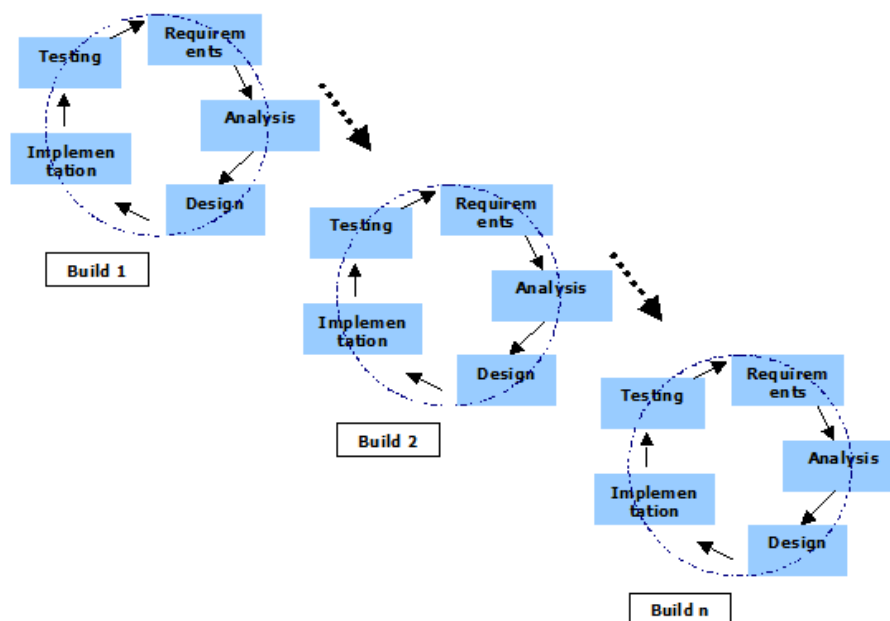 Requirem
ents
Testing
Analysis
Implemen
tation
Design
Build 1
Requirem
ents
Testing
Analysis
Implemen
tation
Design
Build 2
Requirem
ents
Testing
Analysis
Implemen
tation
Design
Build n